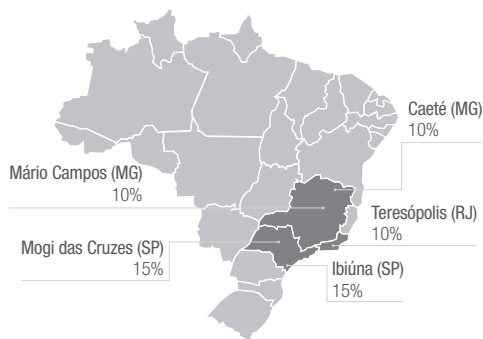 Caeté (MG)
10%
Mário Campos (MG)
10%
Teresópolis (RJ)
10%
Mogi das Cruzes (SP)
15%
Ibiúna (SP)
15%